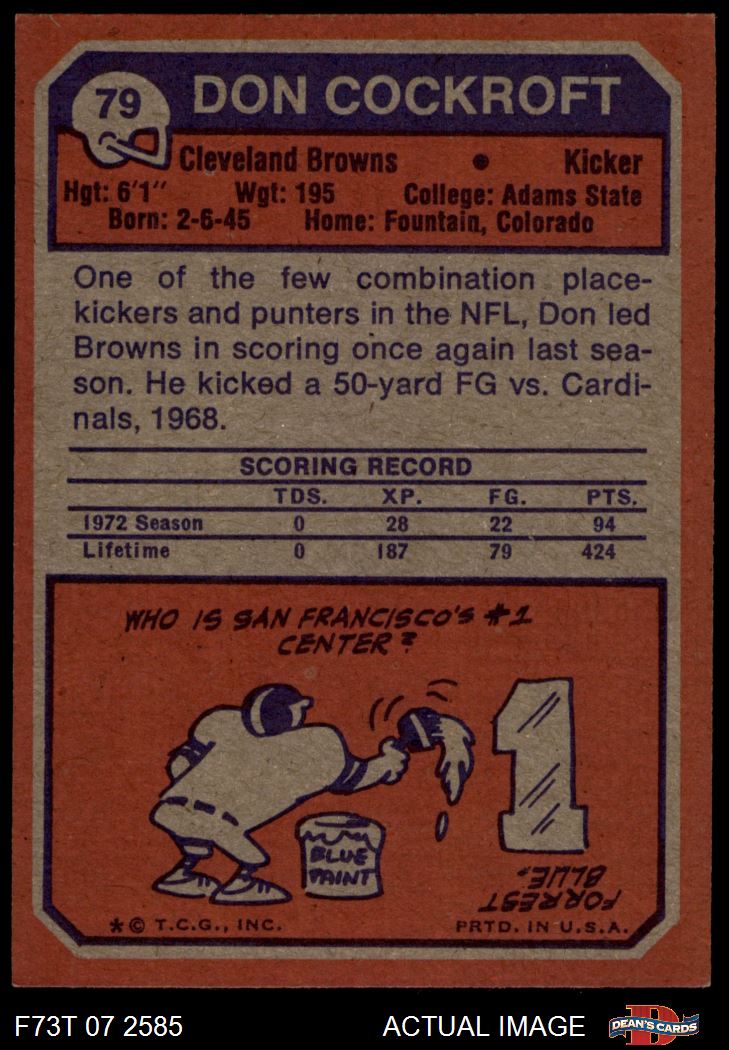 79
DON COCKROFT
Cleveland Browns • Kicker
Hgt: 6'1" Wgt: 195 College: Adams State
Born: 2-6-45 Home: Fountain, Colorado
One of the few combination place-
kickers and punters in the NFL, Don led
Browns in scoring once again last sea-
son. He kicked a 50-yard FG vs. Cardi-
nals, 1968.
SCORING RECORD
TDS. XP. FG. PTS.
1972 Season 0 28 22 94
Lifetime 0 187 79 424
WHO IS SAN FRANCISCO'S #1
CENTER?
1
BLUE
PAINT
FORREST
BLUE.
* © T.C.G., INC. PRTD. IN U.S.A.
F73T 07 2585 ACTUAL IMAGE
D
DEAN'S CARDS